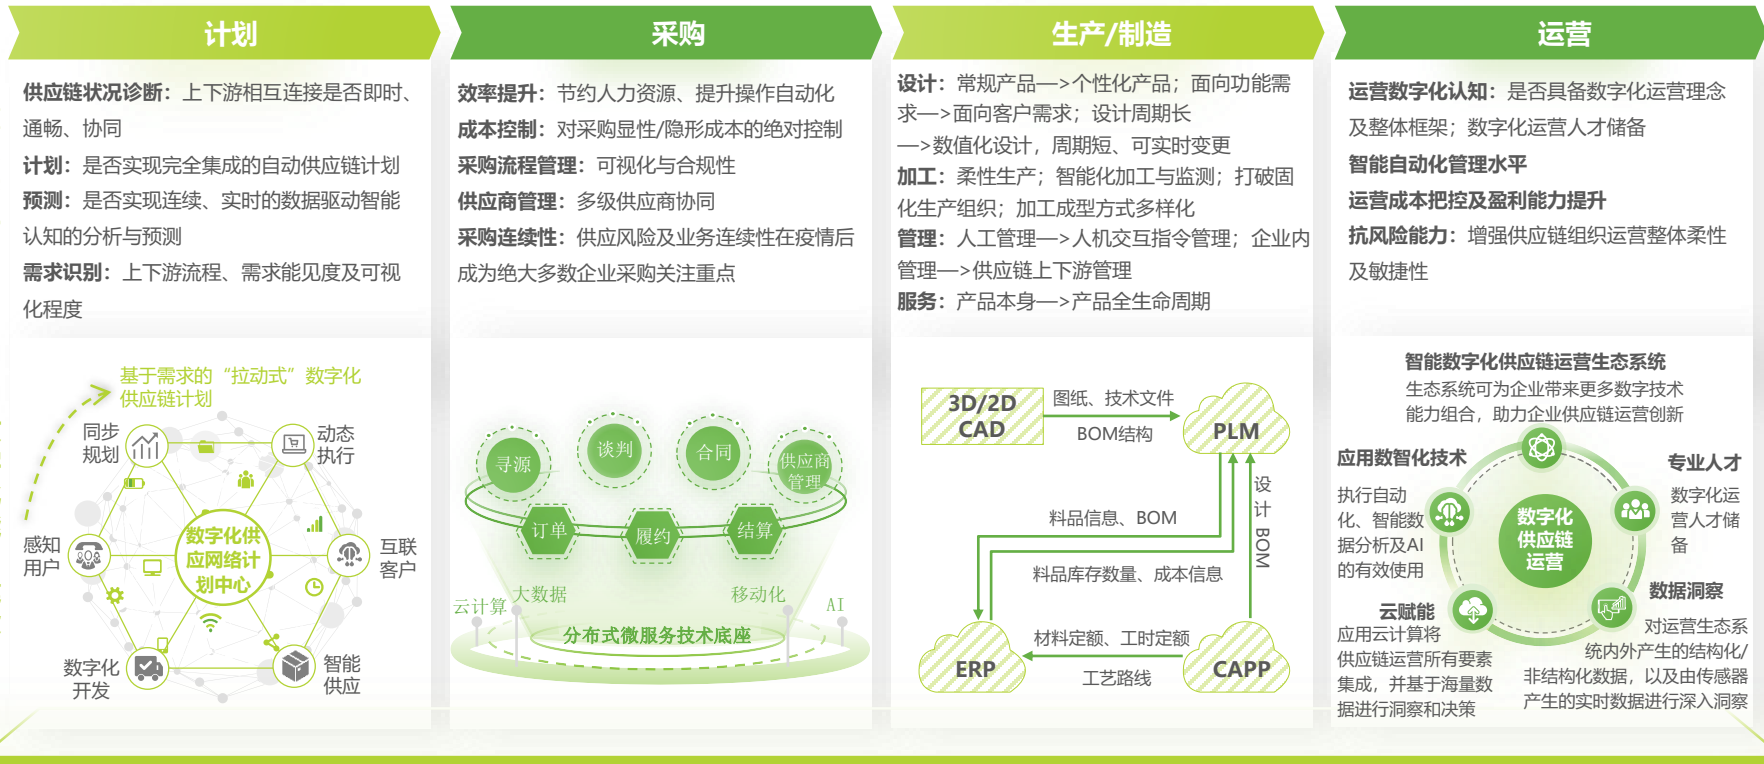 计划
供应链状况诊断：上下游相互连接是否即时、
通畅、协同
计划：是否实现完全集成的自动供应链计划
预测：是否实现连续、实时的数据驱动智能
认知的分析与预测
需求识别：上下游流程、需求能见度及可视
化程度
基于需求的“拉动式”数字化
供应链计划
同步
规划
动态
执行
感知
用户
数字化供
应网络计
划中心
互联
客户
数字化
开发
智能
供应
采购
效率提升：节约人力资源、提升操作自动化
成本控制：对采购显性/隐形成本的绝对控制
采购流程管理：可视化与合规性
供应商管理：多级供应商协同
采购连续性：供应风险及业务连续性在疫情后
成为绝大多数企业采购关注重点
寻源
谈判
合同
供应商
管理
订单
履约
结算
云计算
大数据
移动化
AI
分布式微服务技术底座
生产/制造
设计：常规产品—>个性化产品；面向功能需
求—>面向客户需求；设计周期长
—>数值化设计，周期短、可实时变更
加工：柔性生产；智能化加工与监测；打破固
化生产组织；加工成型方式多样化
管理：人工管理—>人机交互指令管理；企业内
管理—>供应链上下游管理
服务：产品本身—>产品全生命周期
3D/2D
CAD
图纸、技术文件
BOM结构
PLM
设计BOM
料品信息、BOM
料品库存数量、成本信息
ERP
材料定额、工时定额
工艺路线
CAPP
运营
运营数字化认知：是否具备数字化运营理念
及整体框架；数字化运营人才储备
智能自动化管理水平
运营成本把控及盈利能力提升
抗风险能力：增强供应链组织运营整体柔性
及敏捷性
智能数字化供应链运营生态系统
生态系统可为企业带来更多数字技术
能力组合，助力企业供应链运营创新
应用数智化技术
执行自动
化、智能数
据分析及AI
的有效使用
专业人才
数字化运
营人才储
备
数字化
供应链
运营
云赋能
应用云计算将
供应链运营所有要素
集成，并基于海量数
据进行洞察和决策
数据洞察
对运营生态系
统内外产生的结构化/
非结构化数据，以及由传感器
产生的实时数据进行深入洞察